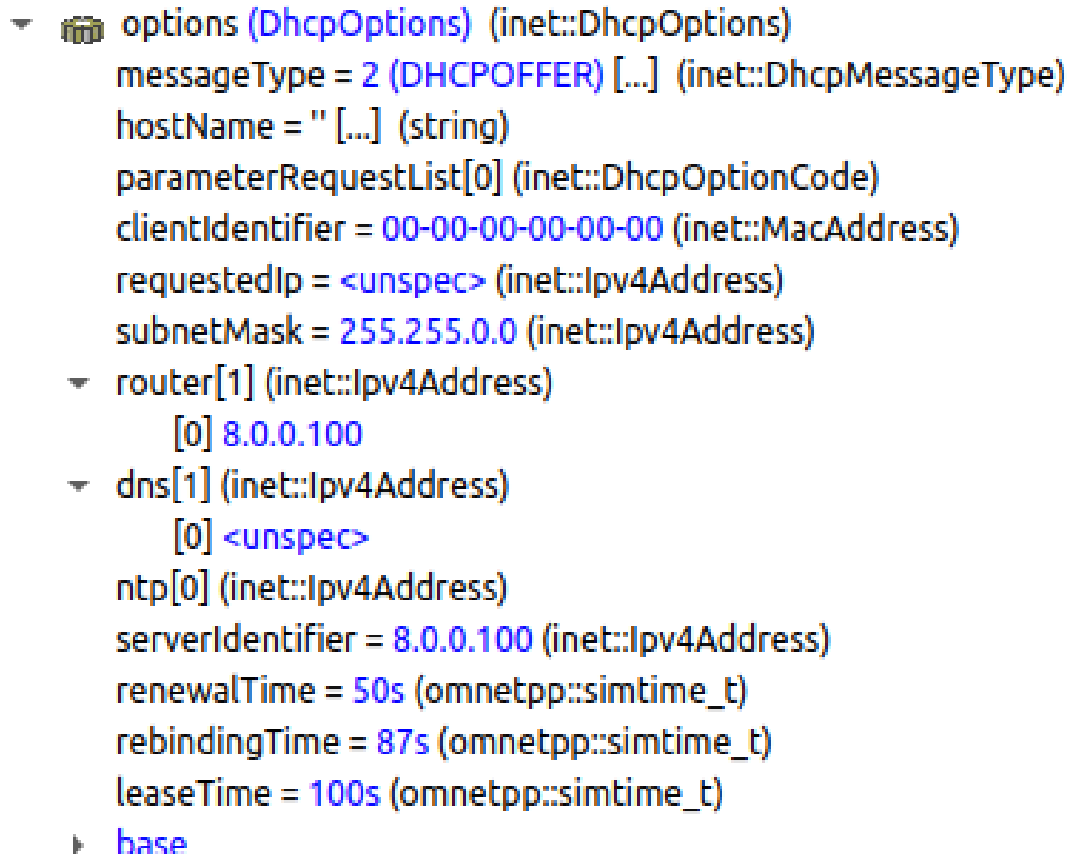 options (DhcpOptions) (inet::DhcpOptions)
messageType = 2 (DHCPOFFER) [...] (inet::DhcpMessageType)
hostName = '' [...] (string)
parameterRequestList[0] (inet::DhcpOptionCode)
clientIdentifier = 00-00-00-00-00-00 (inet::MacAddress)
requestedIp = <unspec> (inet::Ipv4Address)
subnetMask = 255.255.0.0 (inet::Ipv4Address)
router[1] (inet::Ipv4Address)
[0] 8.0.0.100
dns[1] (inet::Ipv4Address)
[0] <unspec>
ntp[0] (inet::Ipv4Address)
serverIdentifier = 8.0.0.100 (inet::Ipv4Address)
renewalTime = 50s (omnetpp::simtime_t)
rebindingTime = 87s (omnetpp::simtime_t)
leaseTime = 100s (omnetpp::simtime_t)
base